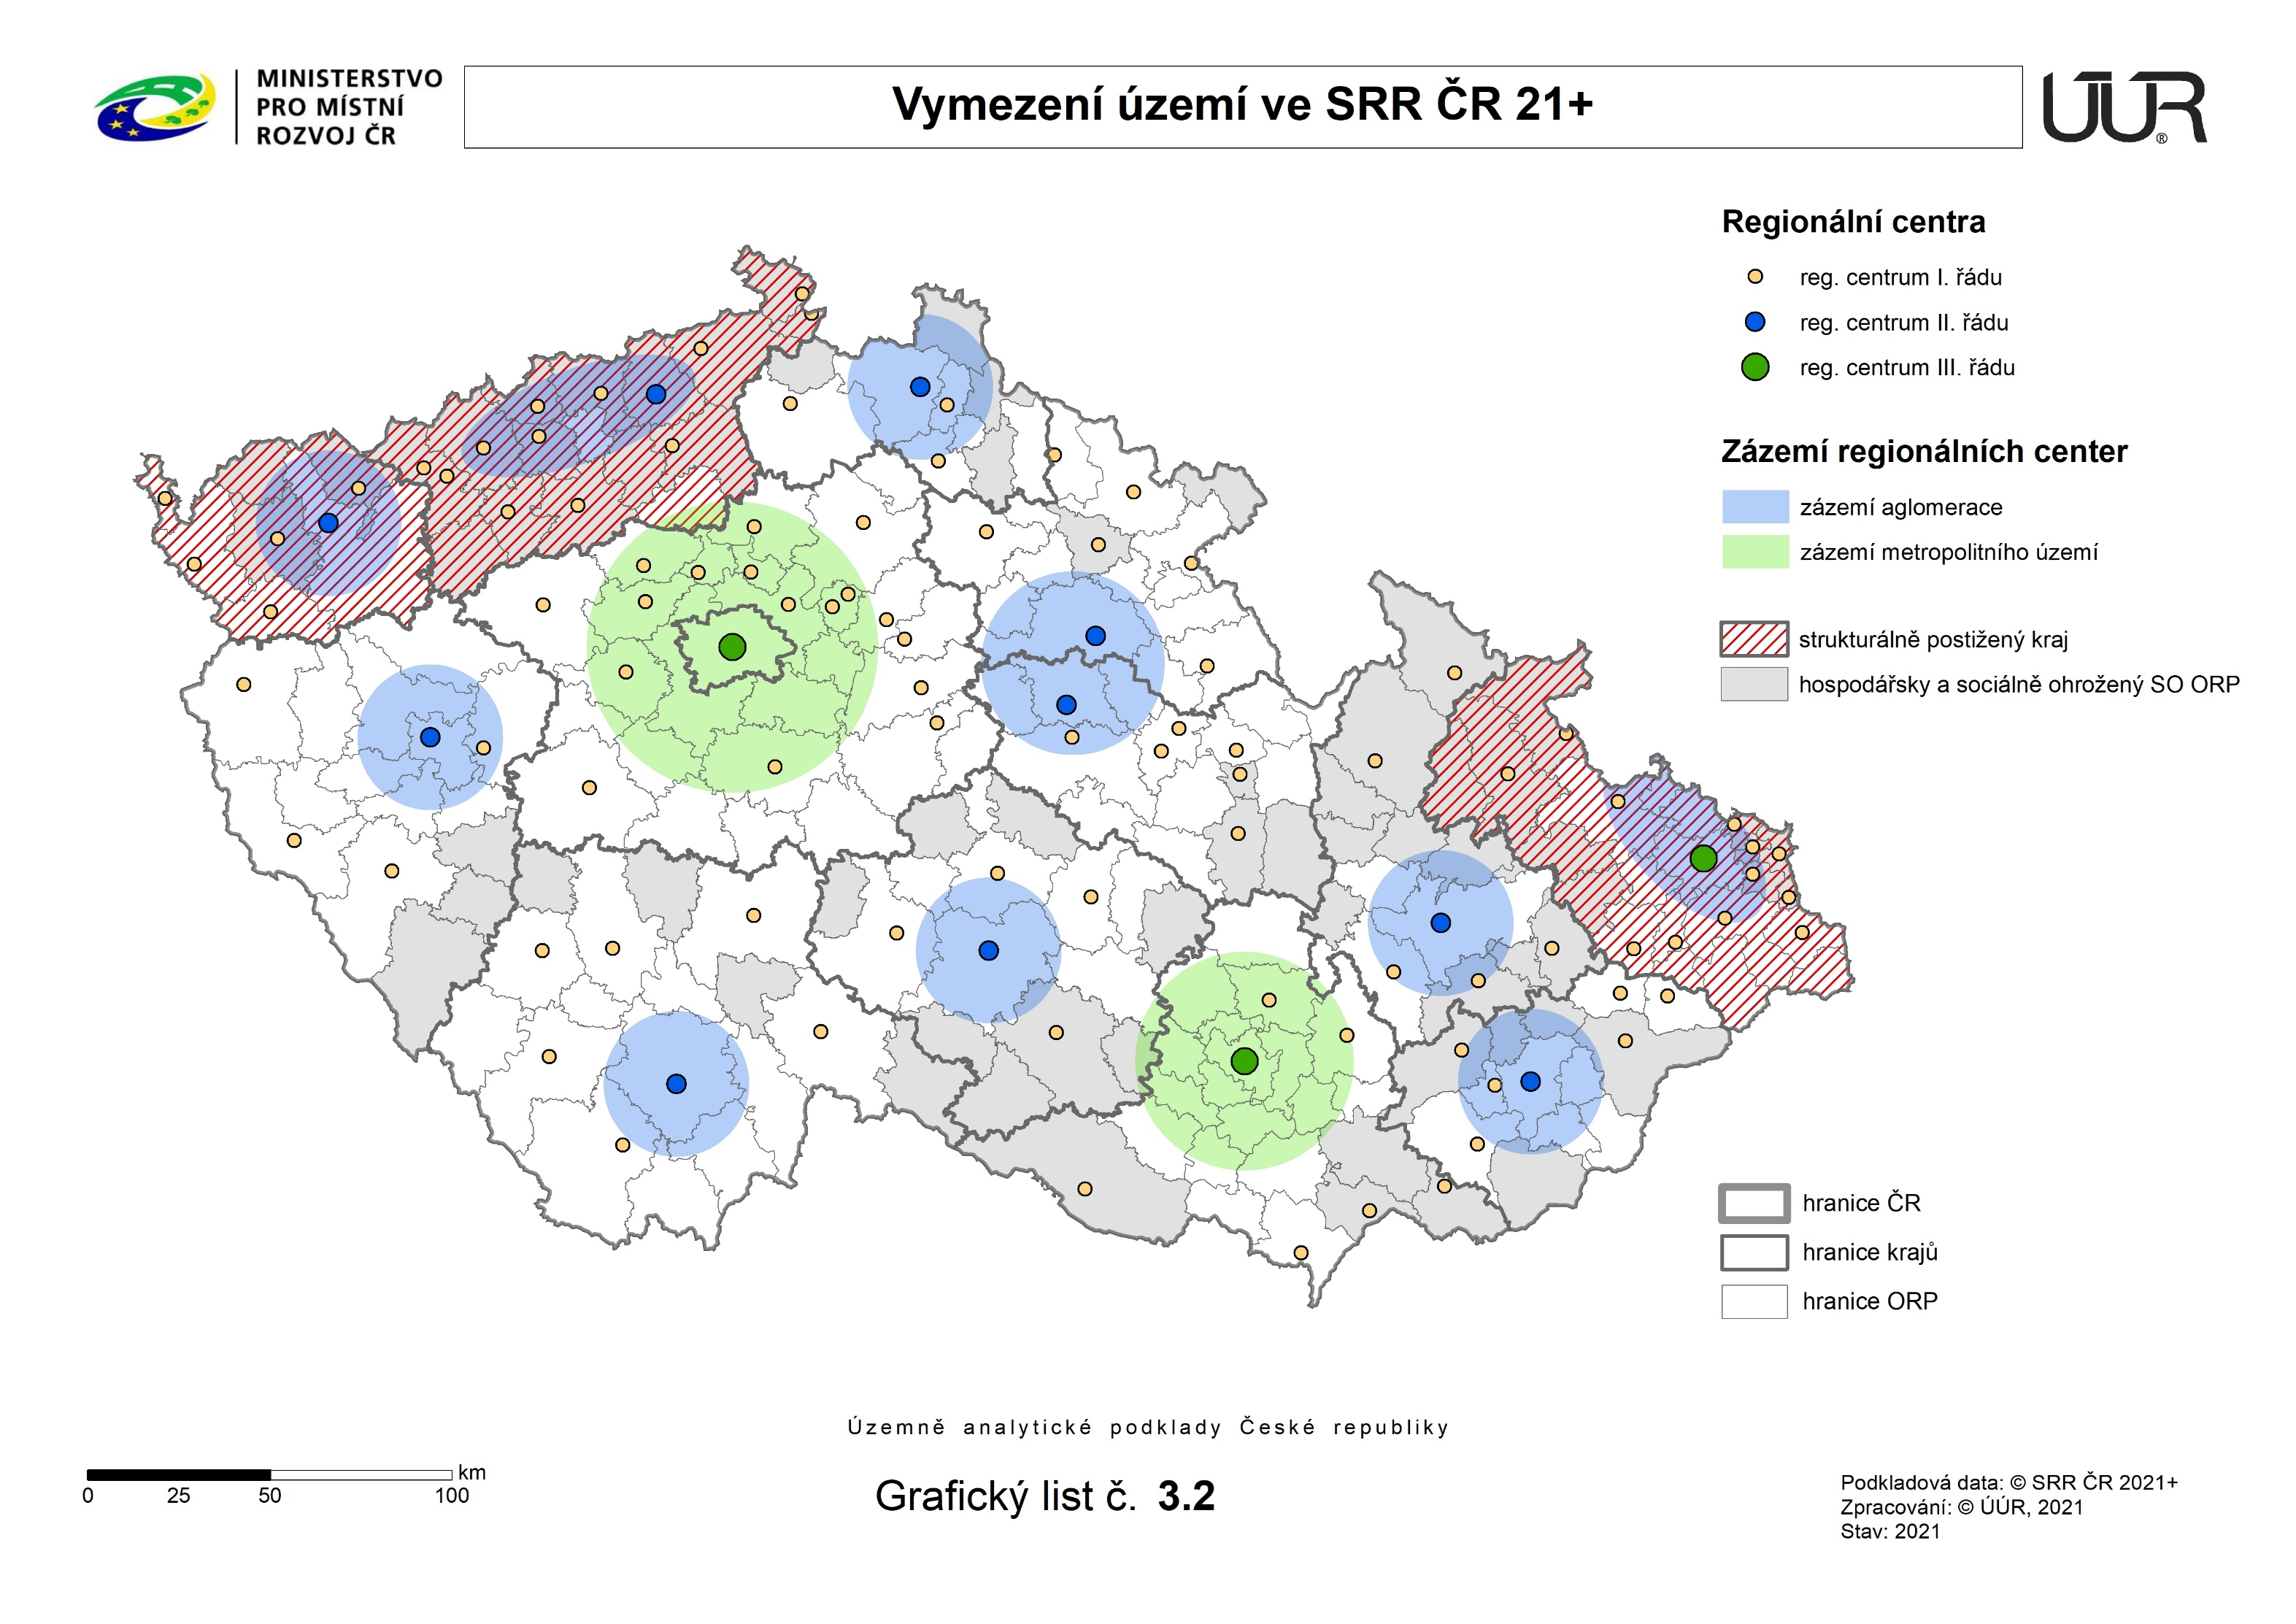 MINISTERSTVO
PRO MÍSTNÍ
ROZVOJ ČR
Vymezení území ve SRR ČR 21+
ÚÚR®
Regionální centra
reg. centrum I. řádu
reg. centrum II. řádu
reg. centrum III. řádu
Zázemí regionálních center
zázemí aglomerace
zázemí metropolitního území
strukturálně postižený kraj
hospodářsky a sociálně ohrožený SO ORP
hranice ČR
hranice krajů
hranice ORP
Územně analytické podklady České republiky
Grafický list č. 3.2
km
0 25 50 100
Podkladová data: © SRR ČR 2021+
Zpracování: © ÚÚR, 2021
Stav: 2021